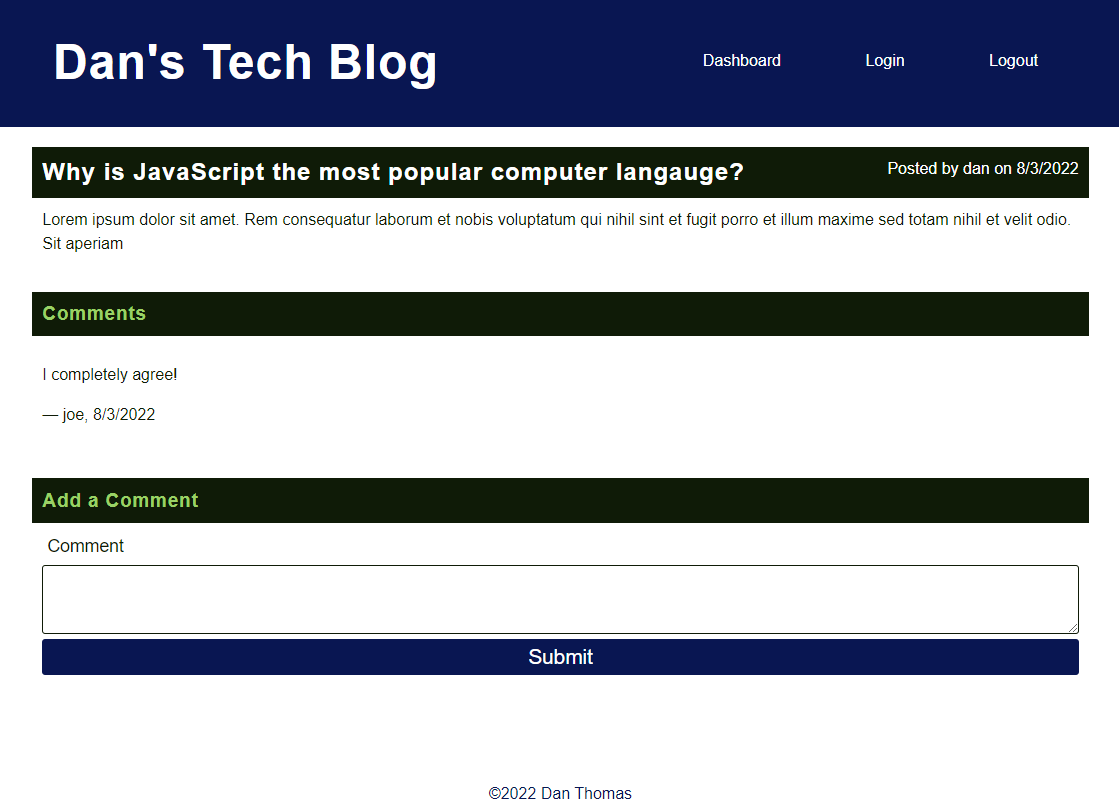 Dan's Tech Blog
Dashboard Login Logout
Why is JavaScript the most popular computer langauge? Posted by dan on 8/3/2022
Lorem ipsum dolor sit amet. Rem consequatur laborum et nobis voluptatum qui nihil sint et fugit porro et illum maxime sed totam nihil et velit odio.
Sit aperiam
Comments
I completely agree!
— joe, 8/3/2022
Add a Comment
Comment
Submit
©2022 Dan Thomas